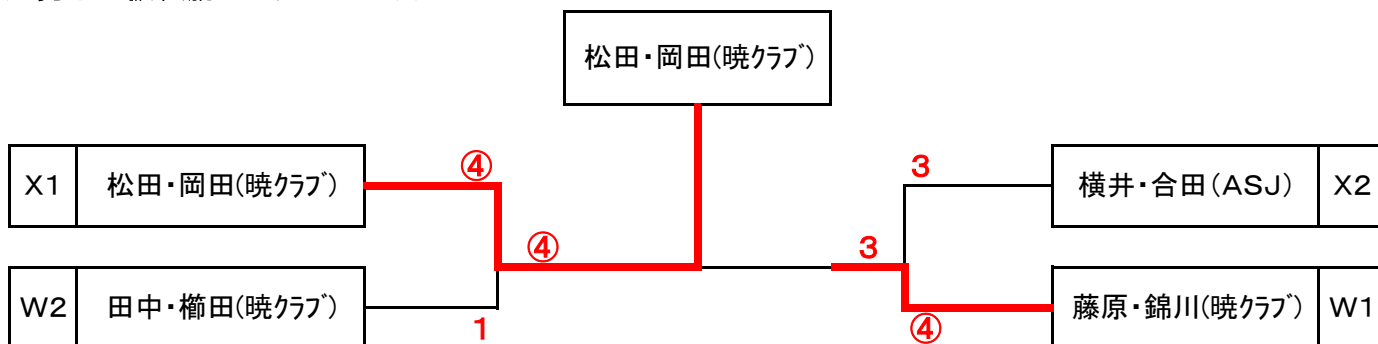 松田・岡田(暁ｸﾗﾌﾞ)
X1 松田・岡田(暁ｸﾗﾌﾞ) ④ 3 横井・合田(ASJ) X2
④ 3
W2 田中・櫛田(暁ｸﾗﾌﾞ) 1 ④ 藤原・錦川(暁ｸﾗﾌﾞ) W1